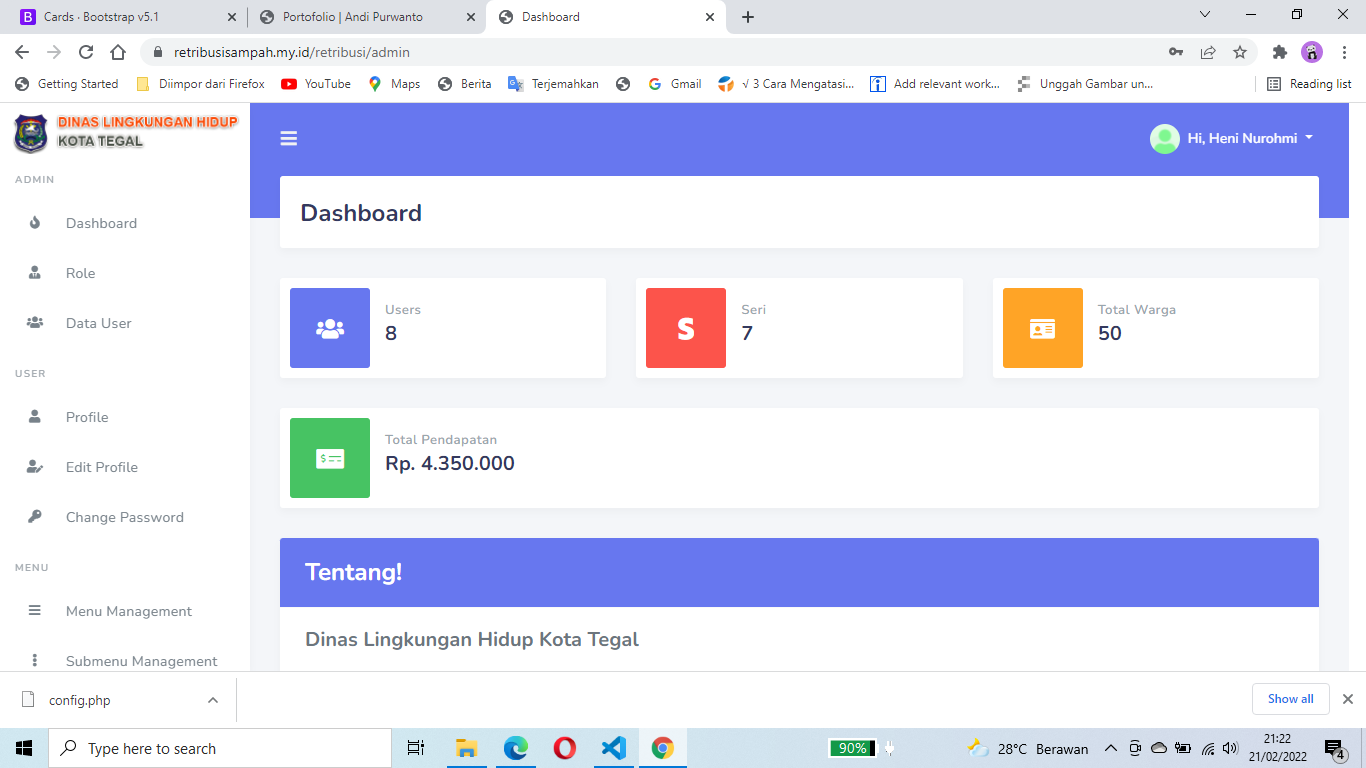 Cards · Bootstrap v5.1
Portofolio | Andi Purwanto
Dashboard
retribusisampah.my.id/retribusi/admin
Getting Started
Diimpor dari Firefox
YouTube
Maps
Berita
Terjemahkan
Gmail
√ 3 Cara Mengatasi...
Add relevant work...
Unggah Gambar un...
Reading list
DINAS LINGKUNGAN HIDUP
KOTA TEGAL
Hi, Heni Nurohmi
ADMIN
Dashboard
Role
Data User
USER
Profile
Edit Profile
Change Password
MENU
Menu Management
Submenu Management
Dashboard
Users
8
S
Seri
7
Total Warga
50
Total Pendapatan
Rp. 4.350.000
Tentang!
Dinas Lingkungan Hidup Kota Tegal
config.php
Show all
Type here to search
90%
28°C Berawan
21:22
21/02/2022
4